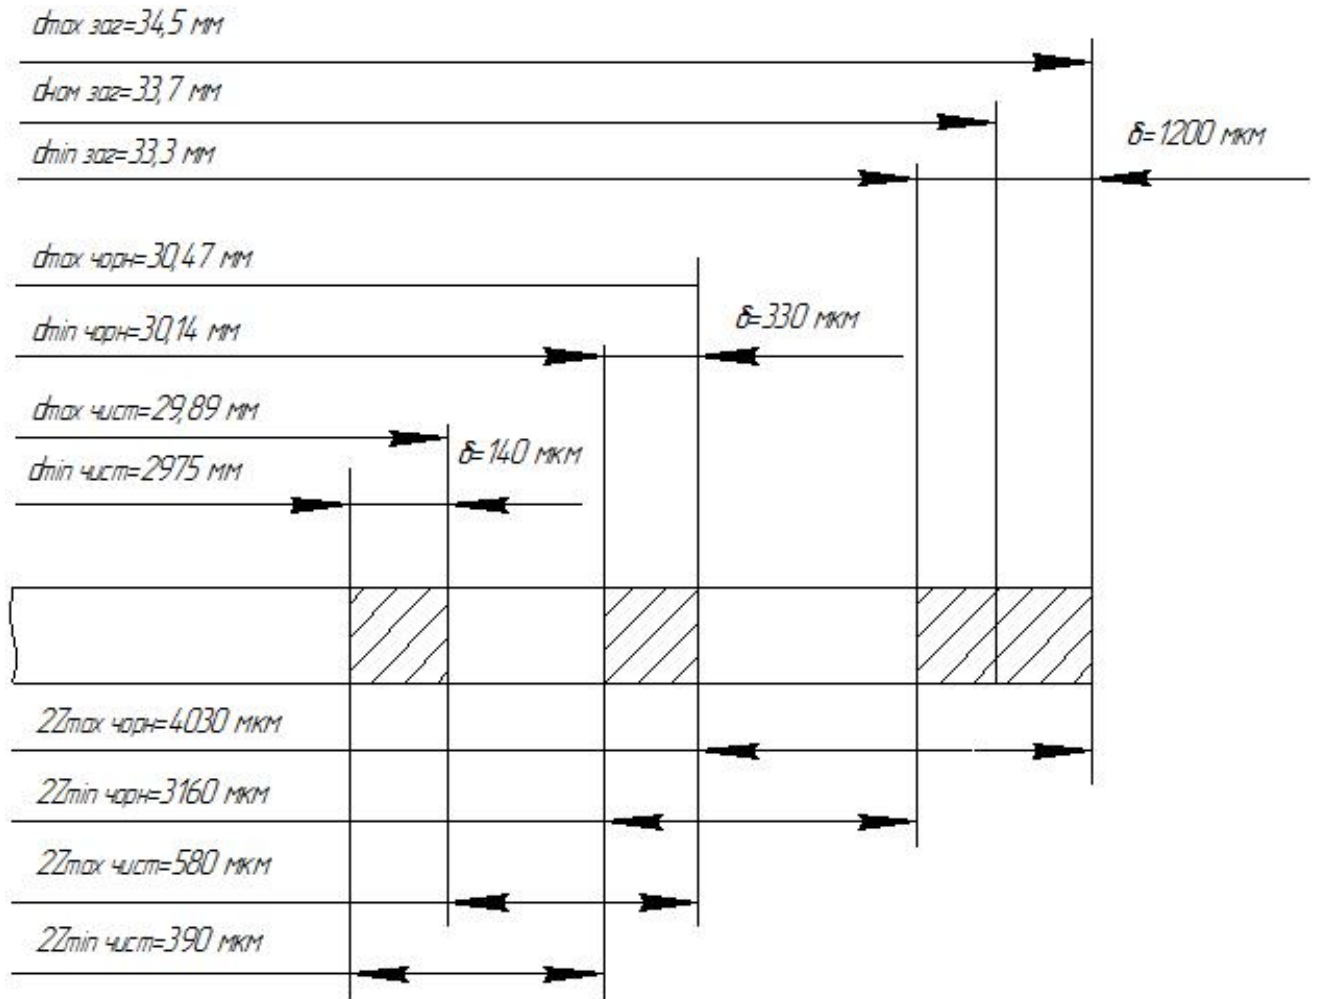 dmax заг=34,5 мм
dном заг=33,7 мм
δ=1200 мкм
dmin заг=33,3 мм
dmax чорн=30,47 мм
δ=330 мкм
dmin чорн=30,14 мм
dmax чист=29,89 мм
δ=140 мкм
dmin чист=2975 мм
2Zmax чорн=4030 мкм
2Zmin чорн=3160 мкм
2Zmax чист=580 мкм
2Zmin чист=390 мкм